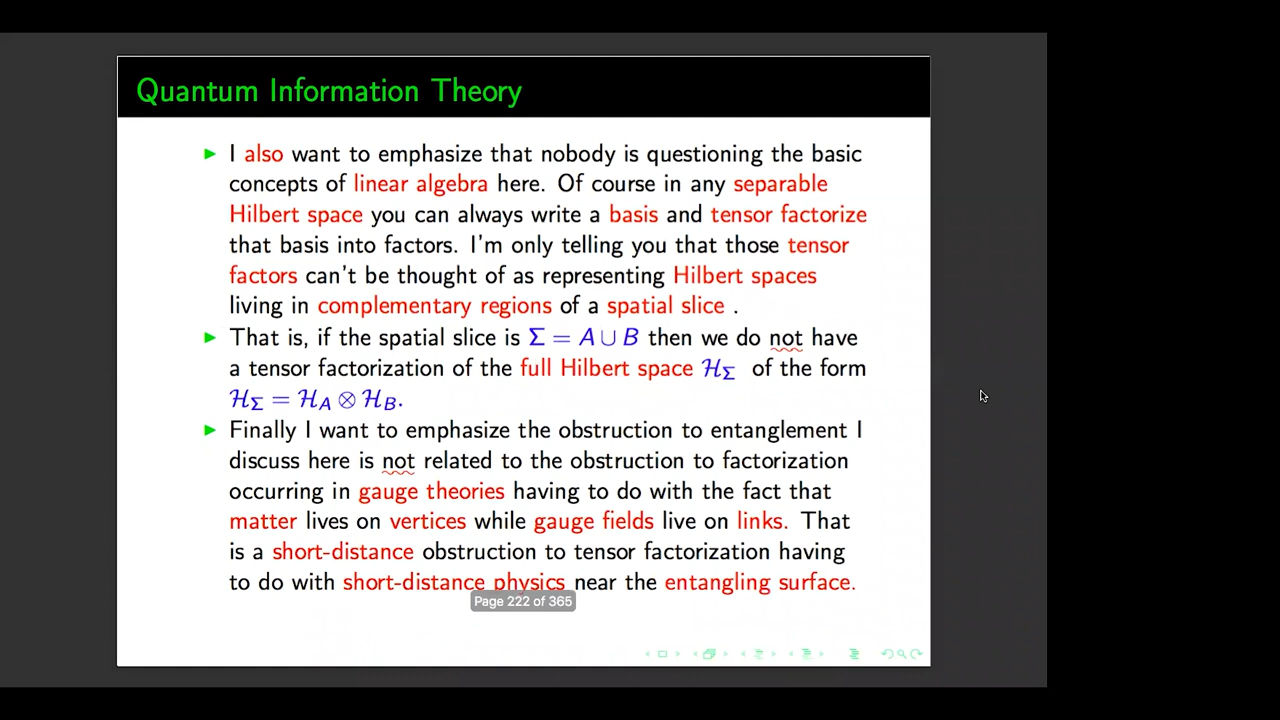 Quantum Information Theory
► I also want to emphasize that nobody is questioning the basic
concepts of linear algebra here. Of course in any separable
Hilbert space you can always write a basis and tensor factorize
that basis into factors. I'm only telling you that those tensor
factors can't be thought of as representing Hilbert spaces
living in complementary regions of a spatial slice .
► That is, if the spatial slice is Σ = A ∪ B then we do not have
a tensor factorization of the full Hilbert space ℋ_Σ of the form
ℋ_Σ = ℋ_A ⊗ ℋ_B.
► Finally I want to emphasize the obstruction to entanglement I
discuss here is not related to the obstruction to factorization
occurring in gauge theories having to do with the fact that
matter lives on vertices while gauge fields live on links. That
is a short-distance obstruction to tensor factorization having
to do with short-distance physics near the entangling surface.
Page 222 of 365